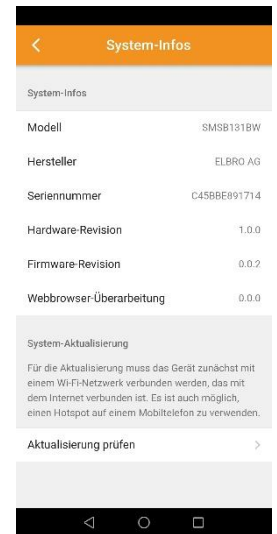 System-Infos
System-Infos
Modell SMSB131BW
Hersteller ELBRO AG
Seriennummer C45BBE891714
Hardware-Revision 1.0.0
Firmware-Revision 0.0.2
Webbrowser-Überarbeitung 0.0.0
System-Aktualisierung
Für die Aktualisierung muss das Gerät zunächst mit
einem Wi-Fi-Netzwerk verbunden werden, das mit
dem Internet verbunden ist. Es ist auch möglich,
einen Hotspot auf einem Mobiltelefon zu verwenden.
Aktualisierung prüfen